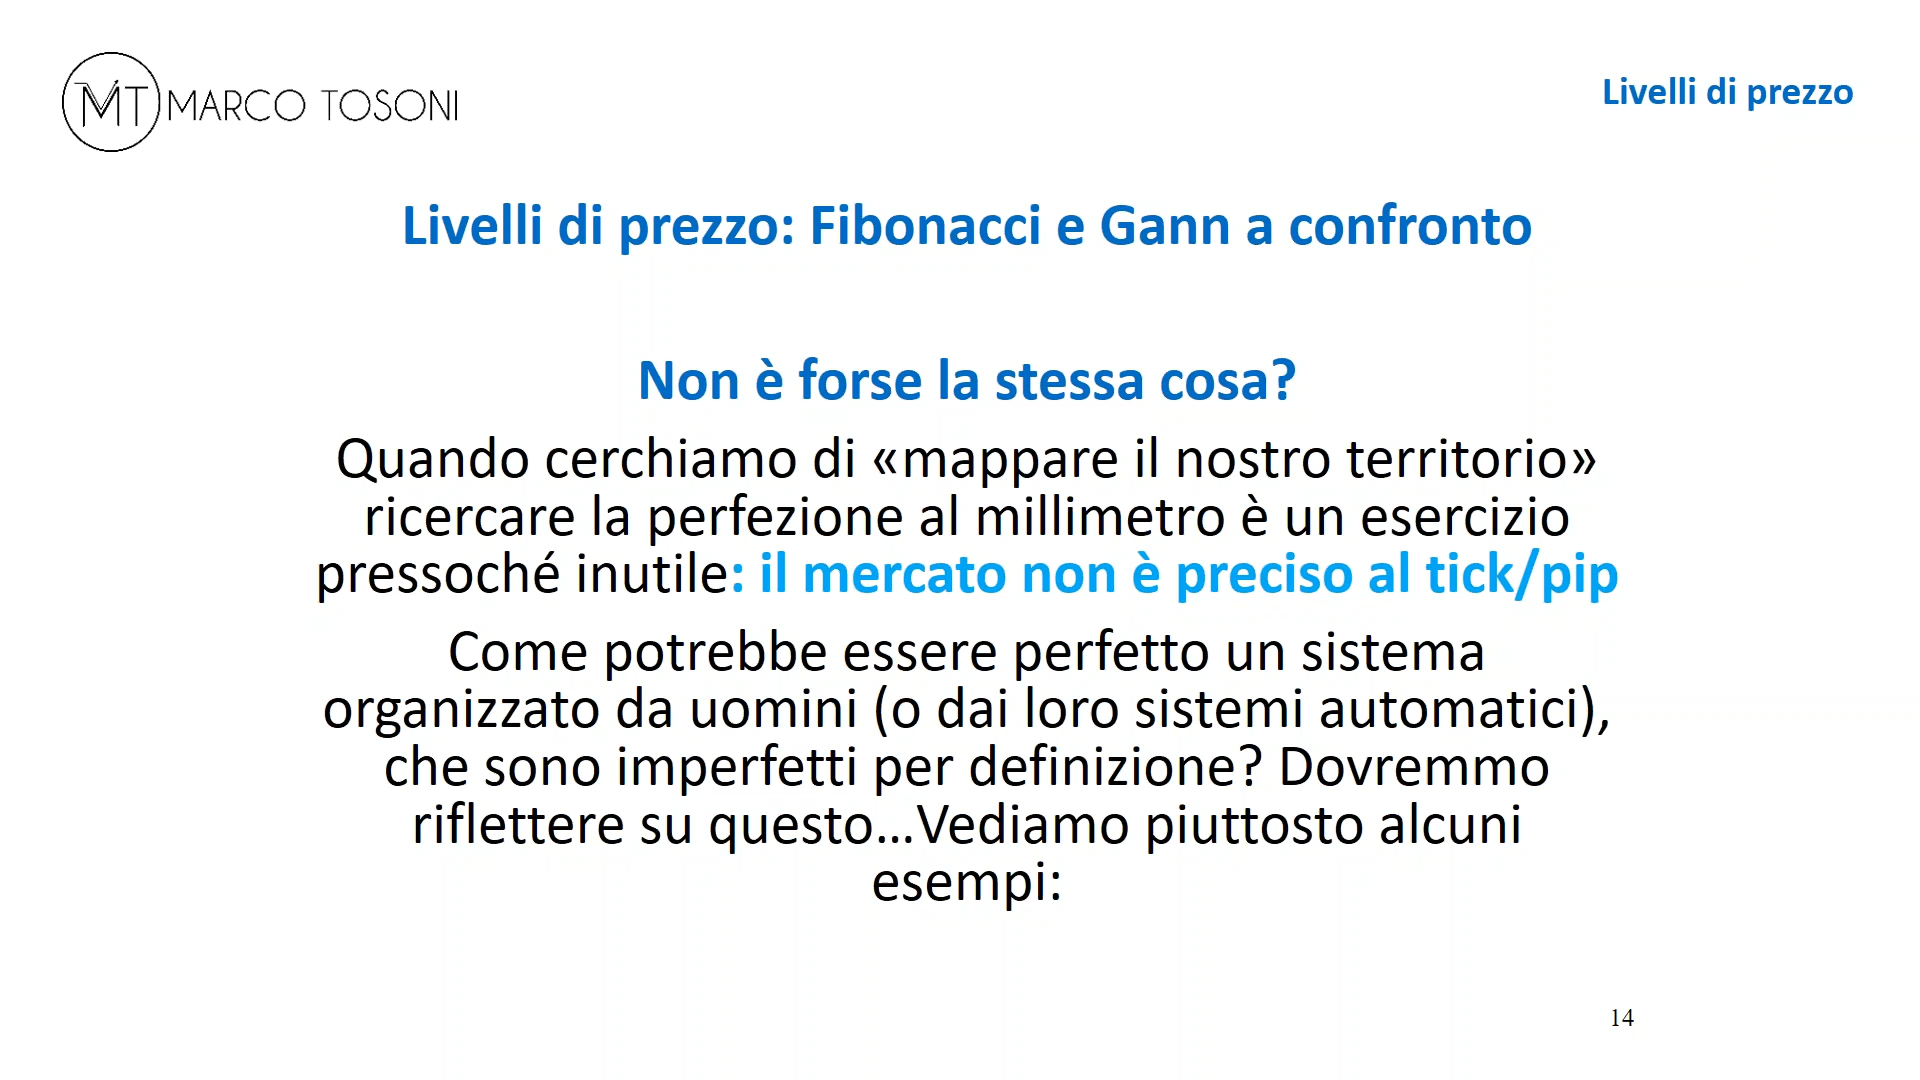 MT MARCO TOSONI
Livelli di prezzo
Livelli di prezzo: Fibonacci e Gann a confronto
Non è forse la stessa cosa?
Quando cerchiamo di «mappare il nostro territorio»
ricercare la perfezione al millimetro è un esercizio
pressoché inutile: il mercato non è preciso al tick/pip
Come potrebbe essere perfetto un sistema
organizzato da uomini (o dai loro sistemi automatici),
che sono imperfetti per definizione? Dovremmo
riflettere su questo...Vediamo piuttosto alcuni
esempi:
14